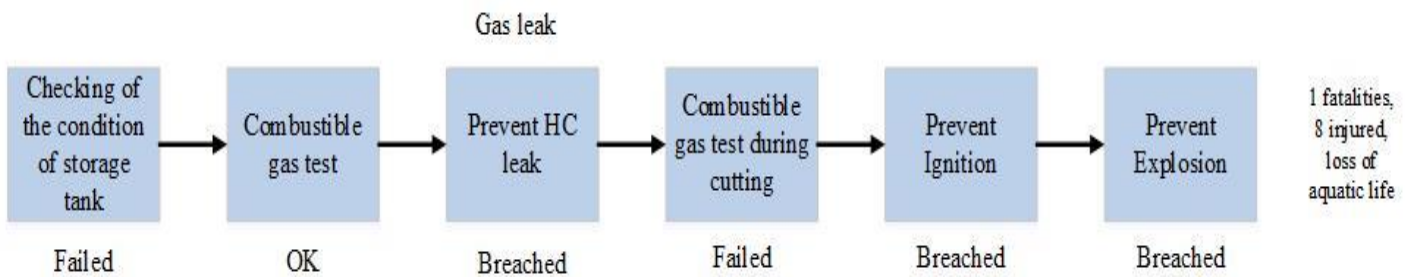 Gas leak
Checking of
the condition
of storage
tank
Combustible
gas test
Prevent HC
leak
Combustible
gas test during
cutting
Prevent
Ignition
Prevent
Explosion
1 fatalities,
8 injured,
loss of
aquatic life
Failed
OK
Breached
Failed
Breached
Breached